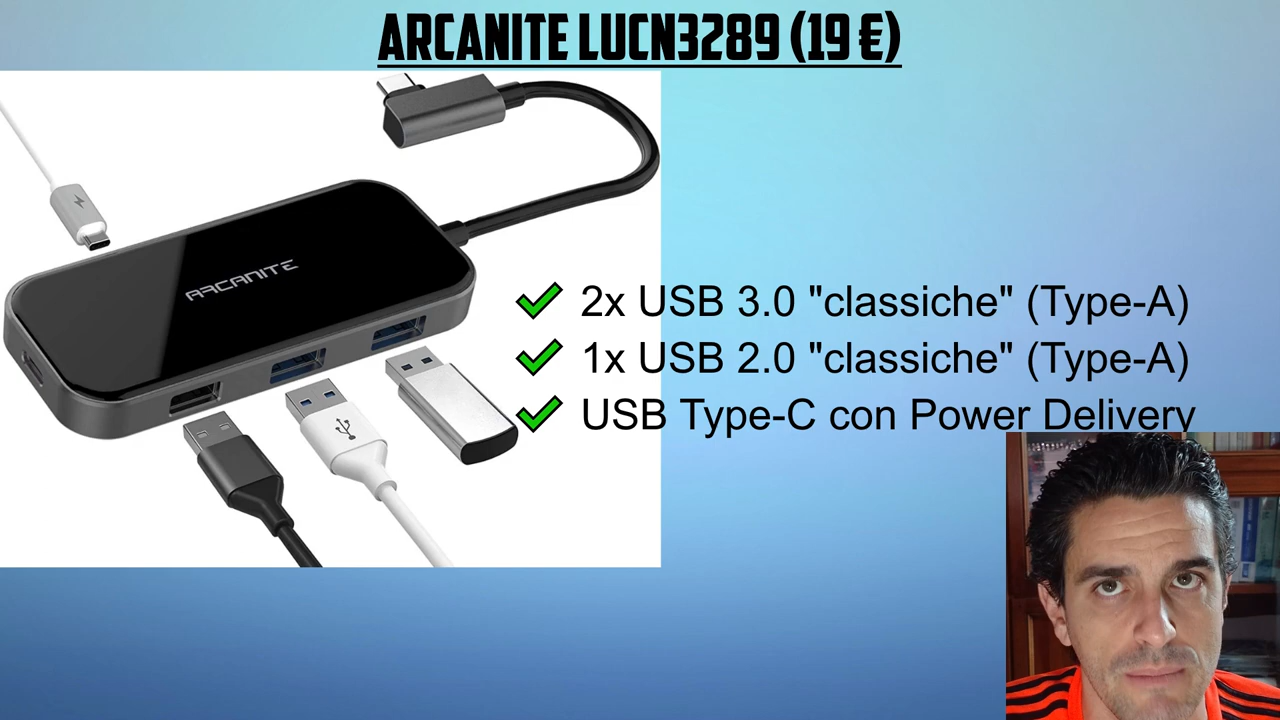 ARCANITE LUCN3289 (19 €)
ARCANITE
2x USB 3.0 "classiche" (Type-A)
1x USB 2.0 "classiche" (Type-A)
USB Type-C con Power Delivery